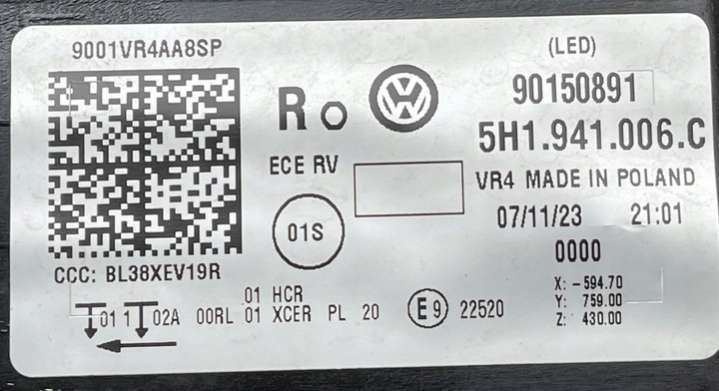 9001VR4AA8SP
(LED)
R
90150891
5H1.941.006.C
ECE RV
VR4 MADE IN POLAND
01S
07/11/23 21:01
0000
CCC: BL38XEV19R
X: -594.70
Y: 759.00
Z: 430.00
01 HCR
01 1 02A 00RL 01 XCER PL 20 E9 22520